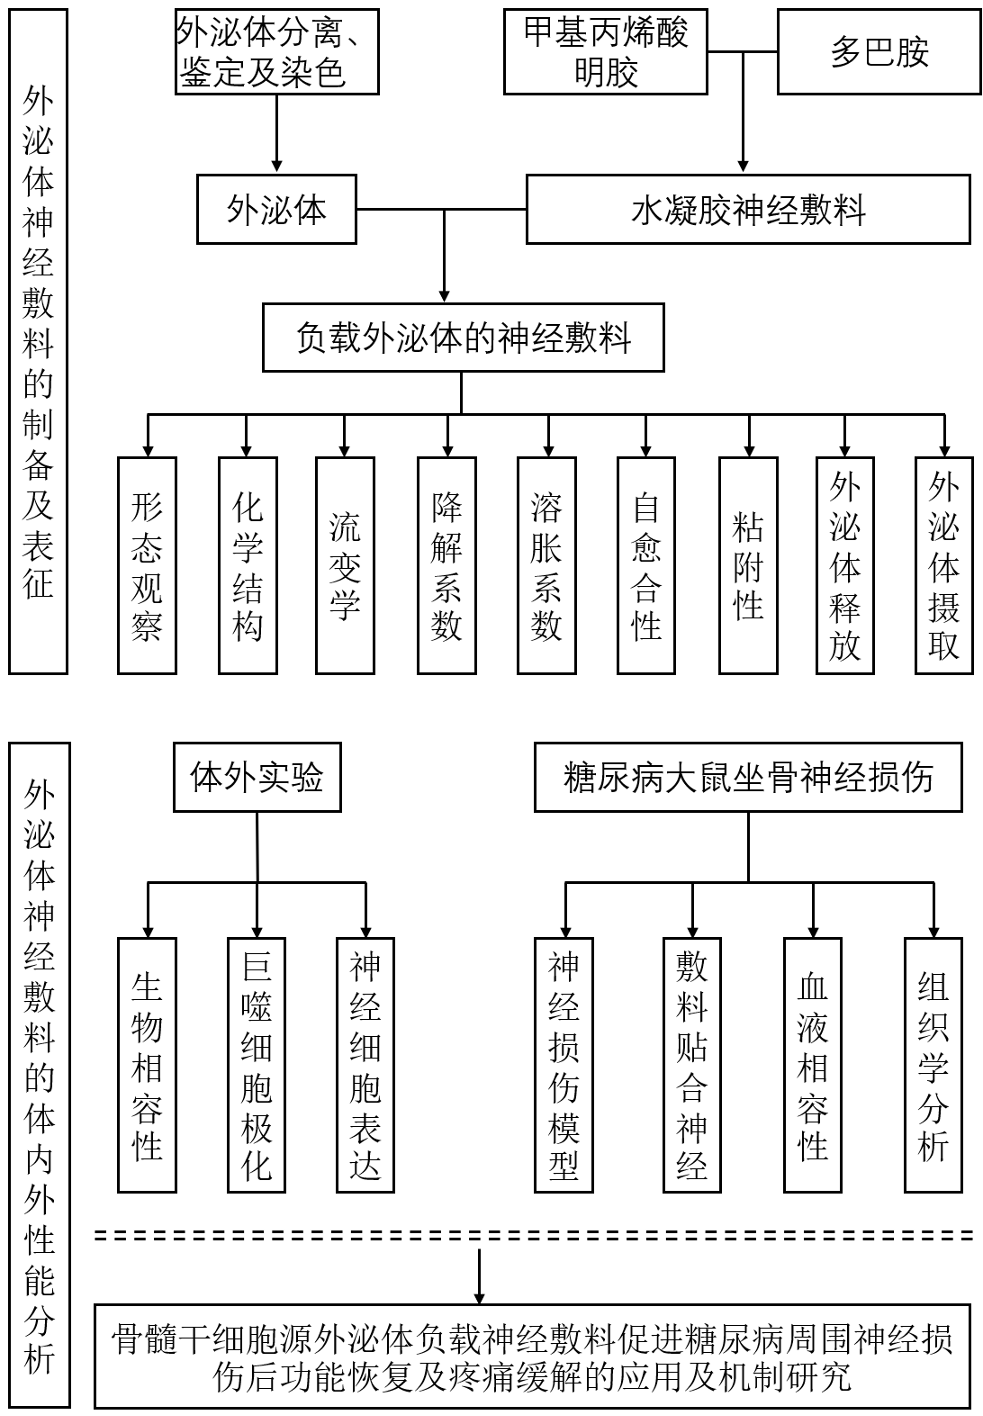 外泌体神经敷料的制备及表征
外泌体分离、
鉴定及染色
甲基丙烯酸
明胶
多巴胺
外泌体
水凝胶神经敷料
负载外泌体的神经敷料
形态观察
化学结构
流变学
降解系数
溶胀系数
自愈合性
粘附性
外泌体释放
外泌体摄取
外泌体神经敷料的体内外性能分析
体外实验
糖尿病大鼠坐骨神经损伤
生物相容性
巨噬细胞极化
神经细胞表达
神经损伤模型
敷料贴合神经
血液相容性
组织学分析
骨髓干细胞源外泌体负载神经敷料促进糖尿病周围神经损
伤后功能恢复及疼痛缓解的应用及机制研究